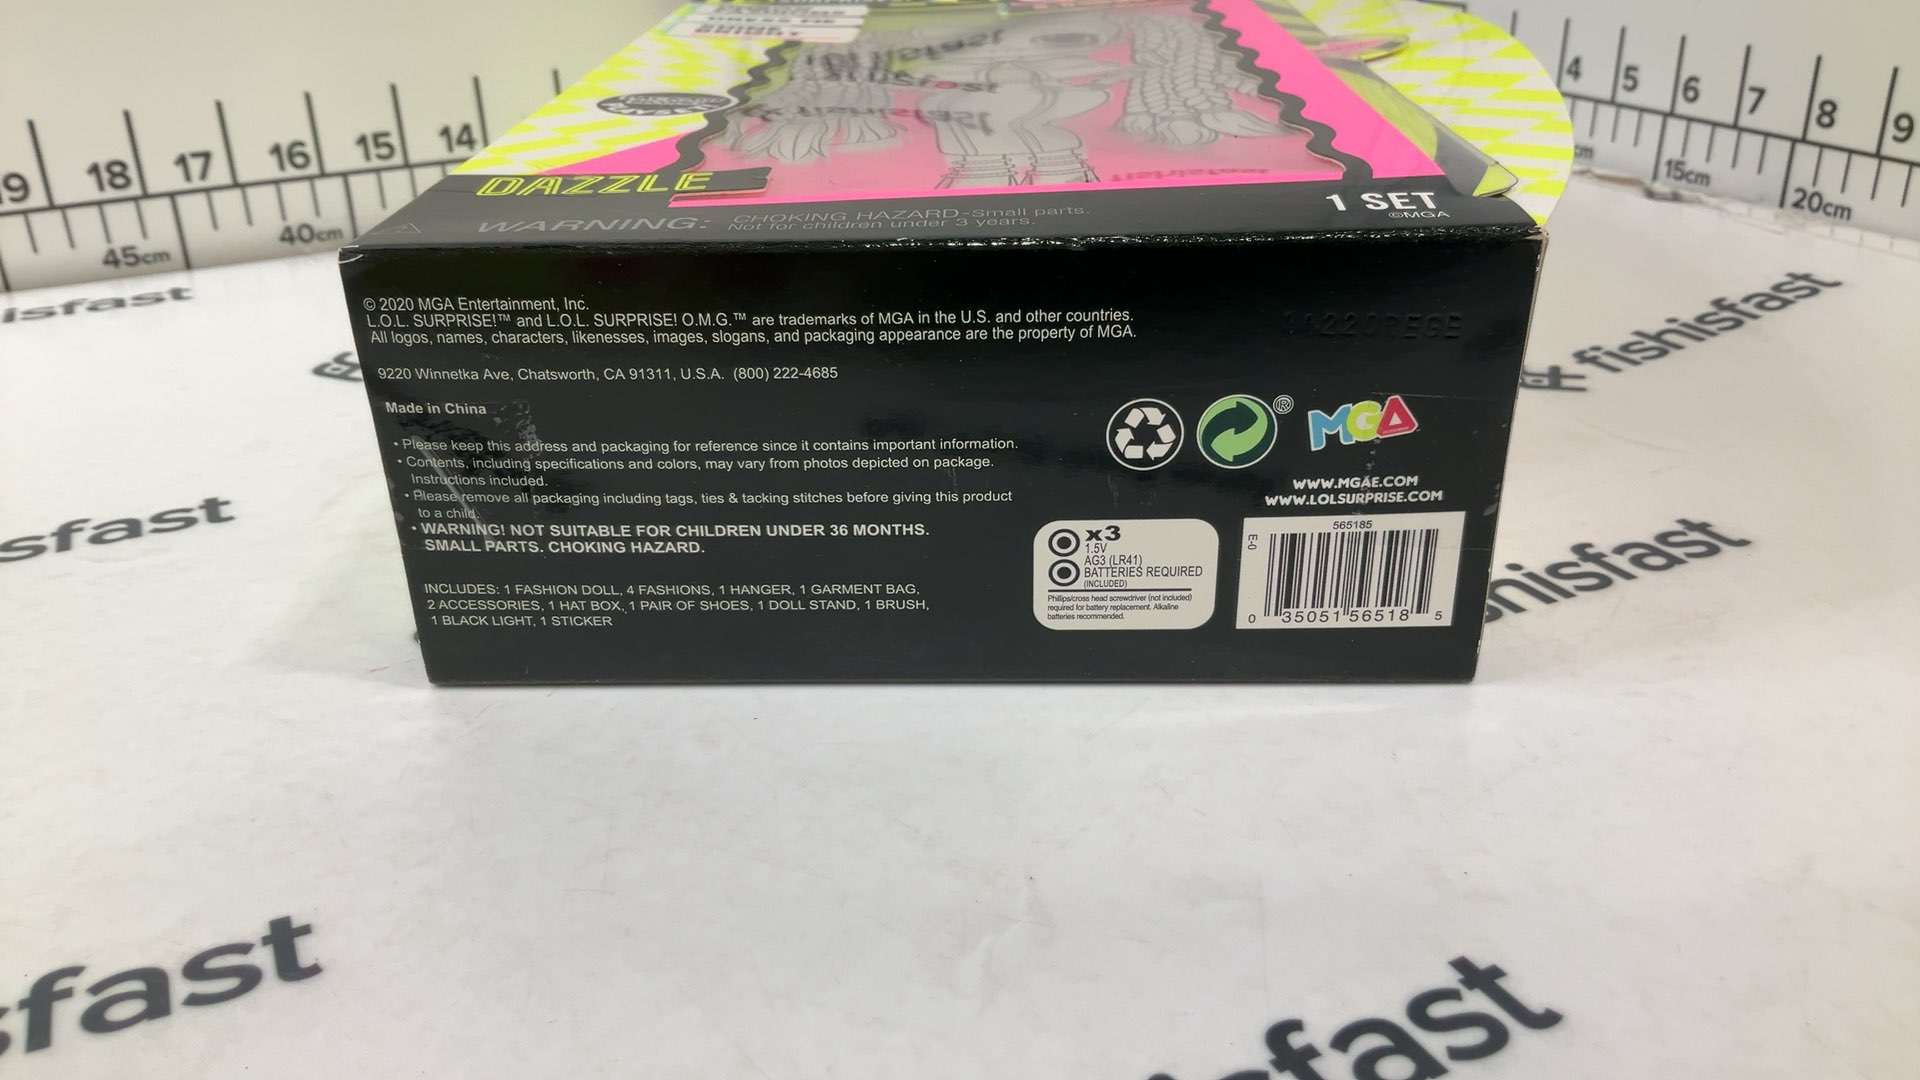 DRESS ME
BRIGHT
19 18 17 16 15 14
45cm 40cm
4 5 6 7 8 9
15cm 20cm
DAZZLE
1 SET
©MGA
WARNING: CHOKING HAZARD-Small parts.
Not for children under 3 years.
© 2020 MGA Entertainment, Inc.
L.O.L. SURPRISE!™ and L.O.L. SURPRISE! O.M.G.™ are trademarks of MGA in the U.S. and other countries.
All logos, names, characters, likenesses, images, slogans, and packaging appearance are the property of MGA.
9220 Winnetka Ave, Chatsworth, CA 91311, U.S.A. (800) 222-4685
Made in China
• Please keep this address and packaging for reference since it contains important information.
• Contents, including specifications and colors, may vary from photos depicted on package.
Instructions included.
• Please remove all packaging including tags, ties & tacking stitches before giving this product
to a child.
• WARNING! NOT SUITABLE FOR CHILDREN UNDER 36 MONTHS.
SMALL PARTS. CHOKING HAZARD.
INCLUDES: 1 FASHION DOLL, 4 FASHIONS, 1 HANGER, 1 GARMENT BAG,
2 ACCESSORIES, 1 HAT BOX, 1 PAIR OF SHOES, 1 DOLL STAND, 1 BRUSH,
1 BLACK LIGHT, 1 STICKER
®
MGA
WWW.MGAE.COM
WWW.LOLSURPRISE.COM
x3
1.5V
AG3 (LR41)
BATTERIES REQUIRED
(INCLUDED)
Phillips/cross head screwdriver (not included)
required for battery replacement. Alkaline
batteries recommended.
565185
E-0
0 35051 56518 5
isfast
fishisfast
sfast
hisfast
sfast
sfast